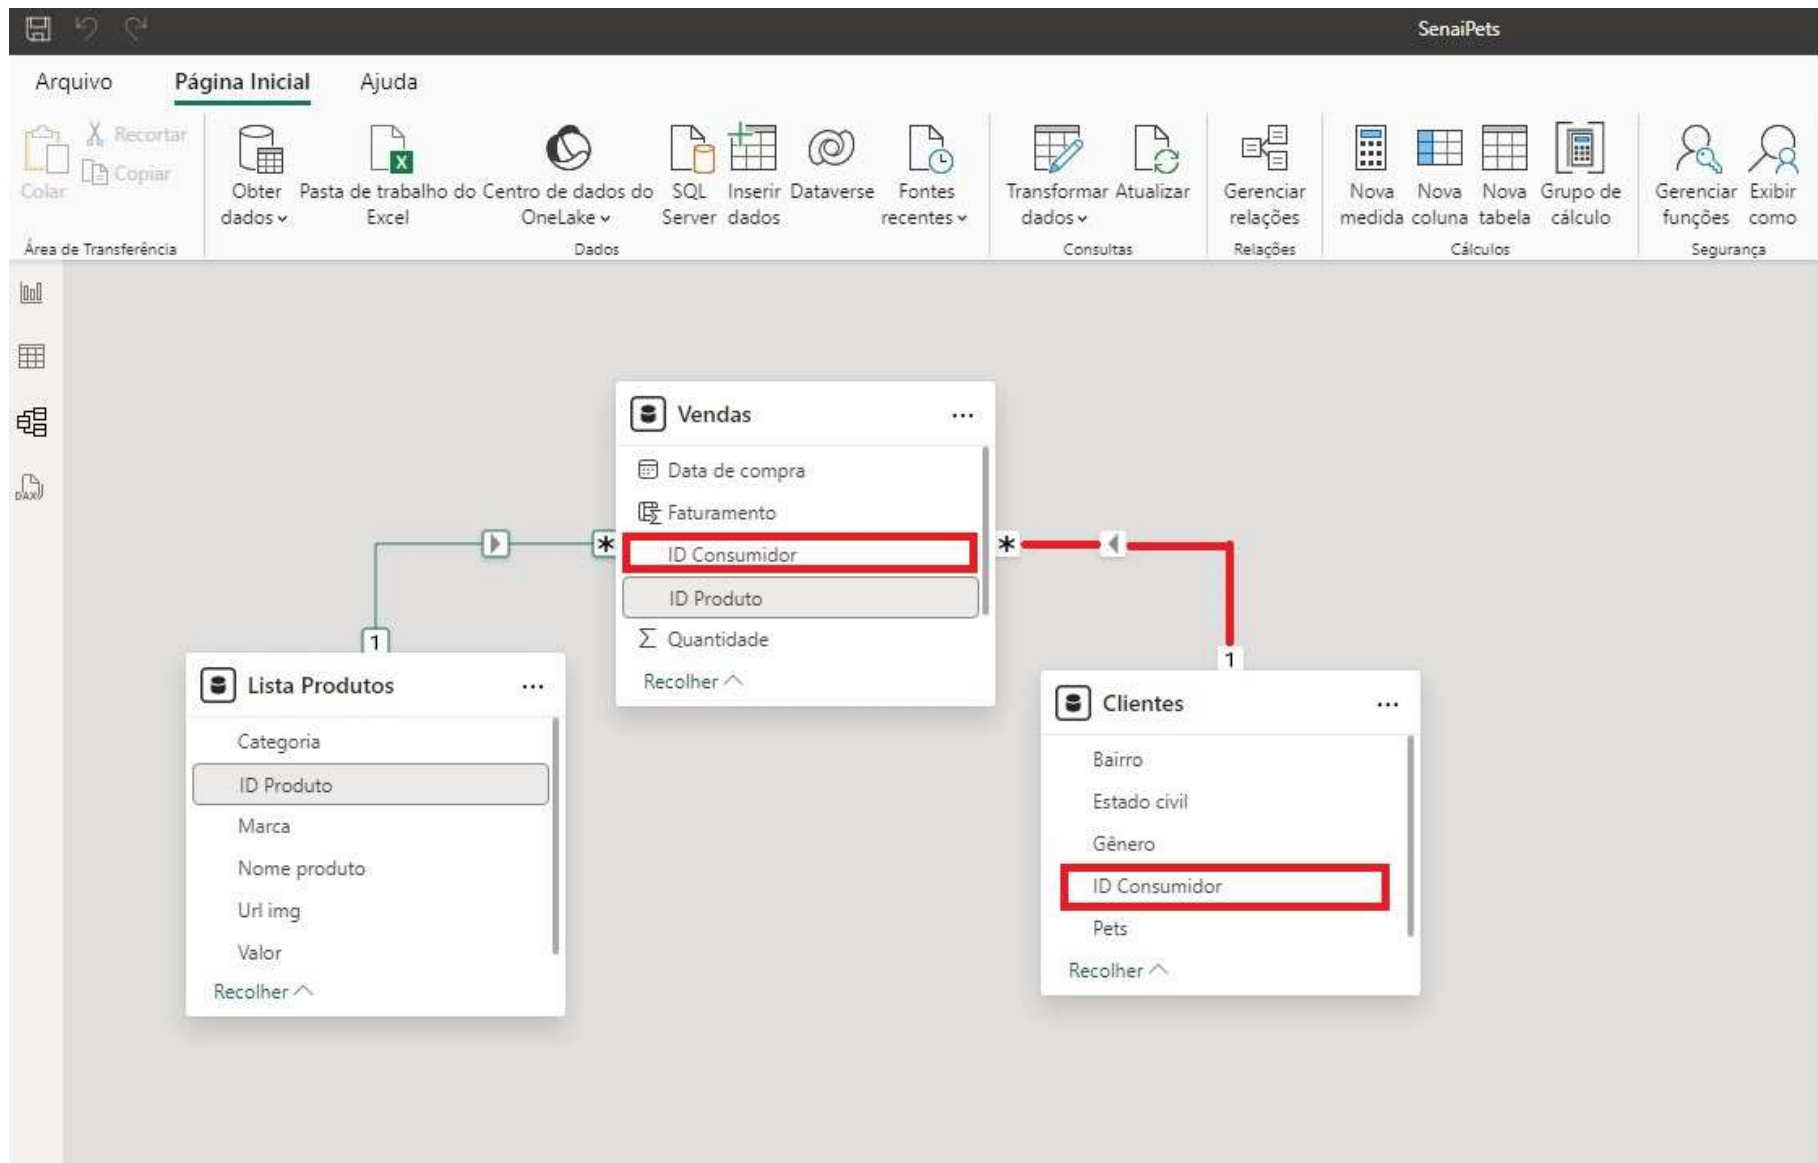 SenaiPets
Arquivo Página Inicial Ajuda
Colar
Recortar
Copiar
Área de Transferência
Obter dados
Pasta de trabalho do Excel
Centro de dados do OneLake
SQL Server
Inserir dados
Dataverse
Fontes recentes
Dados
Transformar dados
Atualizar
Consultas
Gerenciar relações
Relações
Nova medida
Nova coluna
Nova tabela
Grupo de cálculo
Cálculos
Gerenciar funções
Exibir como
Segurança
DAX
Vendas
Data de compra
Faturamento
ID Consumidor
ID Produto
Σ Quantidade
Recolher
*
*
1
1
Lista Produtos
Categoria
ID Produto
Marca
Nome produto
Url img
Valor
Recolher
Clientes
Bairro
Estado civil
Gênero
ID Consumidor
Pets
Recolher